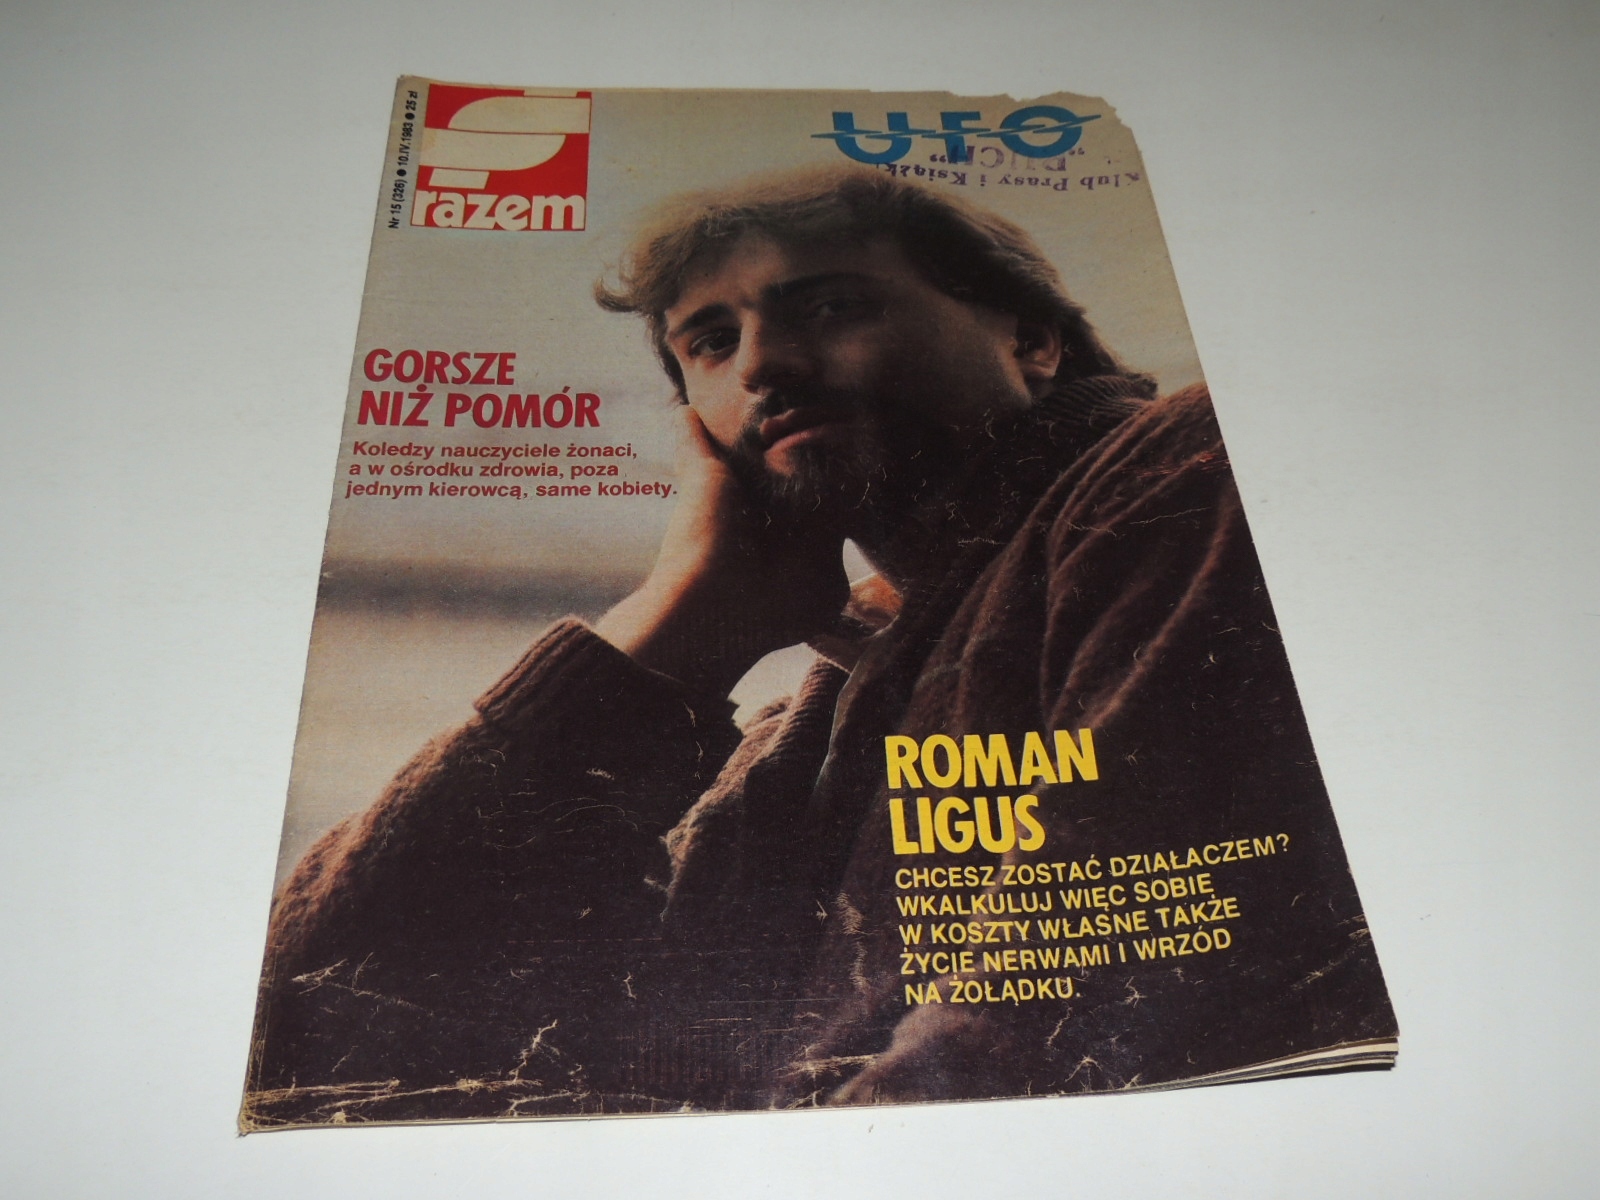 Nr 15 (326) ● 10.IV.1983 ● 25 zł
razem
UFO
"RUCH"
Klub Prasy i Książk
GORSZE
NIŻ POMÓR
Koledzy nauczyciele żonaci,
a w ośrodku zdrowia, poza
jednym kierowcą, same kobiety.
ROMAN
LIGUS
CHCESZ ZOSTAĆ DZIAŁACZEM?
WKALKULUJ WIĘC SOBIE
W KOSZTY WŁASNE TAKŻE
ŻYCIE NERWAMI I WRZÓD
NA ŻOŁĄDKU.